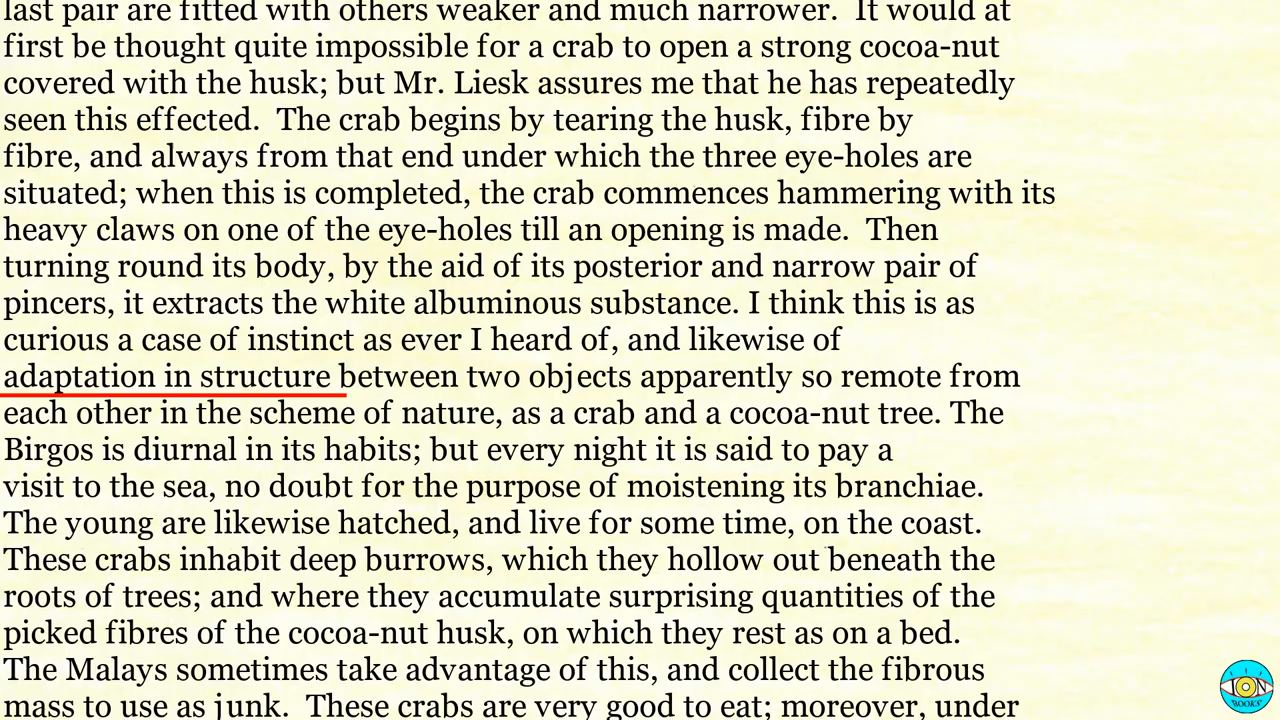 last pair are fitted with others weaker and much narrower.  It would at
first be thought quite impossible for a crab to open a strong cocoa-nut
covered with the husk; but Mr. Liesk assures me that he has repeatedly
seen this effected.  The crab begins by tearing the husk, fibre by
fibre, and always from that end under which the three eye-holes are
situated; when this is completed, the crab commences hammering with its
heavy claws on one of the eye-holes till an opening is made.  Then
turning round its body, by the aid of its posterior and narrow pair of
pincers, it extracts the white albuminous substance. I think this is as
curious a case of instinct as ever I heard of, and likewise of
adaptation in structure between two objects apparently so remote from
each other in the scheme of nature, as a crab and a cocoa-nut tree. The
Birgos is diurnal in its habits; but every night it is said to pay a
visit to the sea, no doubt for the purpose of moistening its branchiae.
The young are likewise hatched, and live for some time, on the coast.
These crabs inhabit deep burrows, which they hollow out beneath the
roots of trees; and where they accumulate surprising quantities of the
picked fibres of the cocoa-nut husk, on which they rest as on a bed.
The Malays sometimes take advantage of this, and collect the fibrous
mass to use as junk.  These crabs are very good to eat; moreover, under
ION
BOOKS